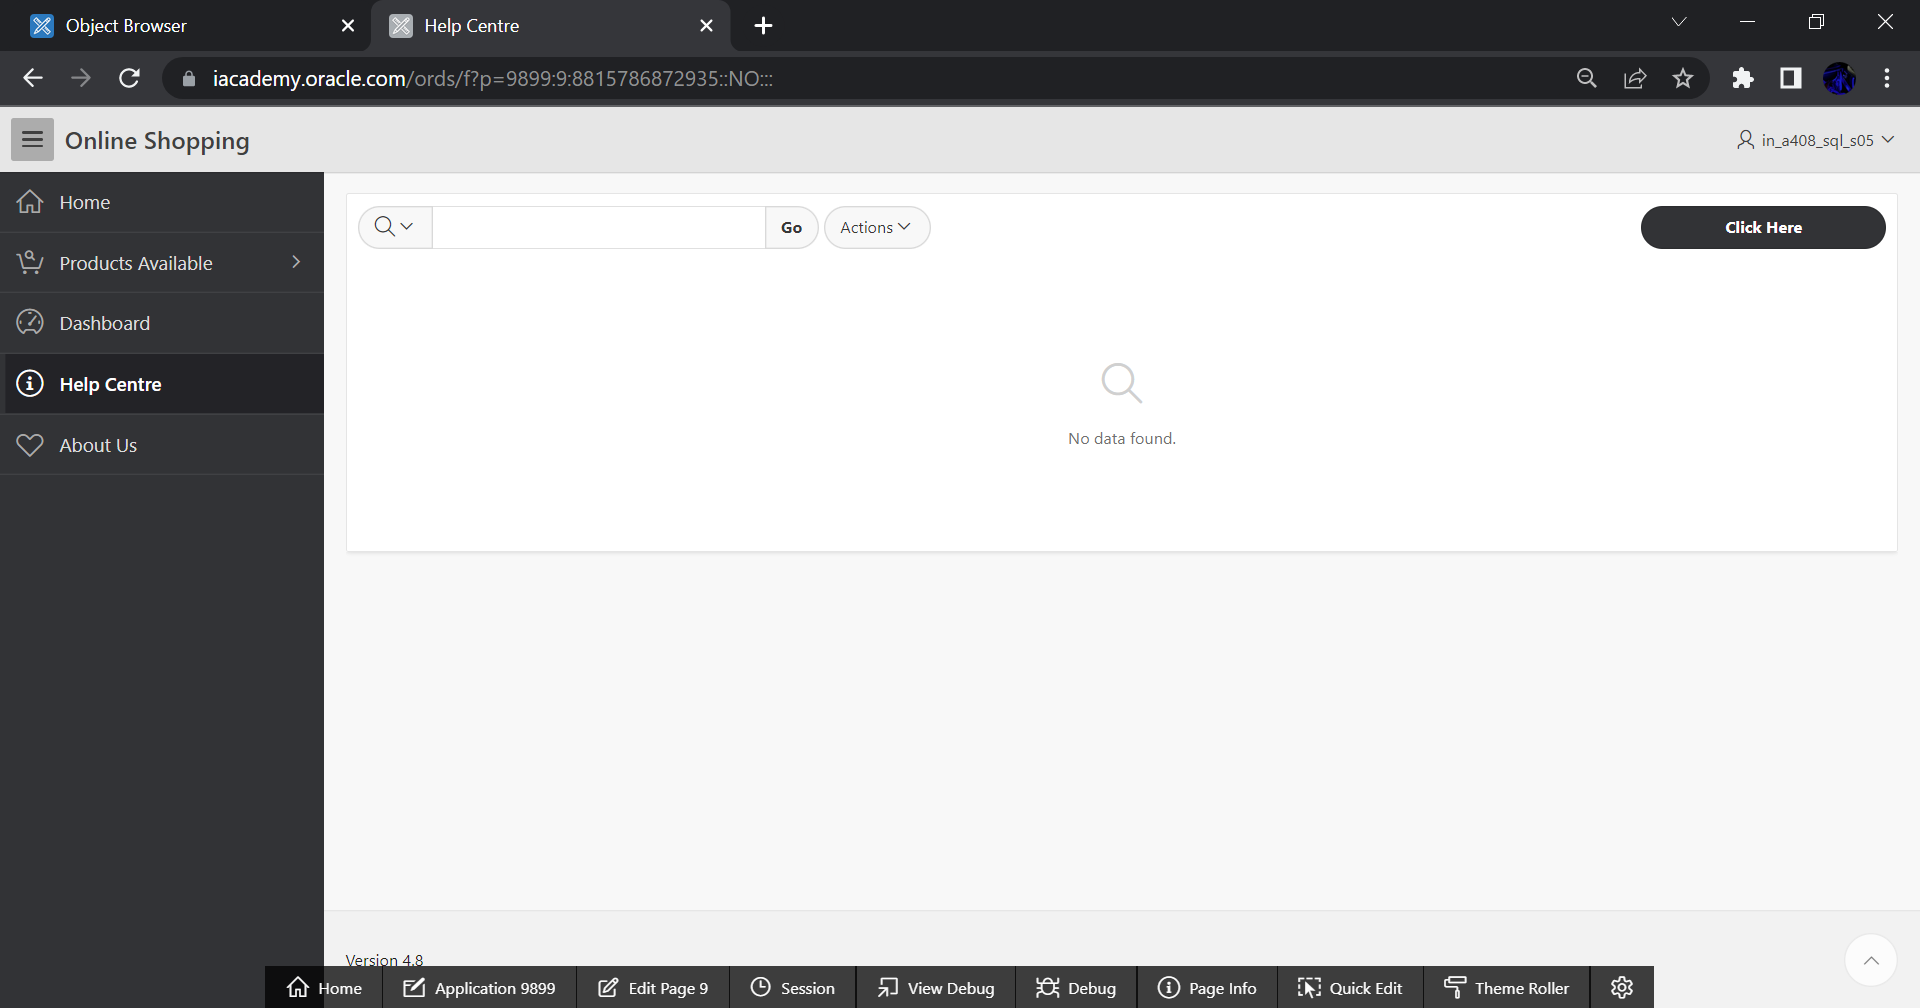 Object Browser
Help Centre
iacademy.oracle.com/ords/f?p=9899:9:8815786872935::NO:::
Online Shopping
in_a408_sql_s05
Home
Products Available
Dashboard
Help Centre
About Us
Go
Actions
Click Here
No data found.
Version 4.8
Home
Application 9899
Edit Page 9
Session
View Debug
Debug
Page Info
Quick Edit
Theme Roller